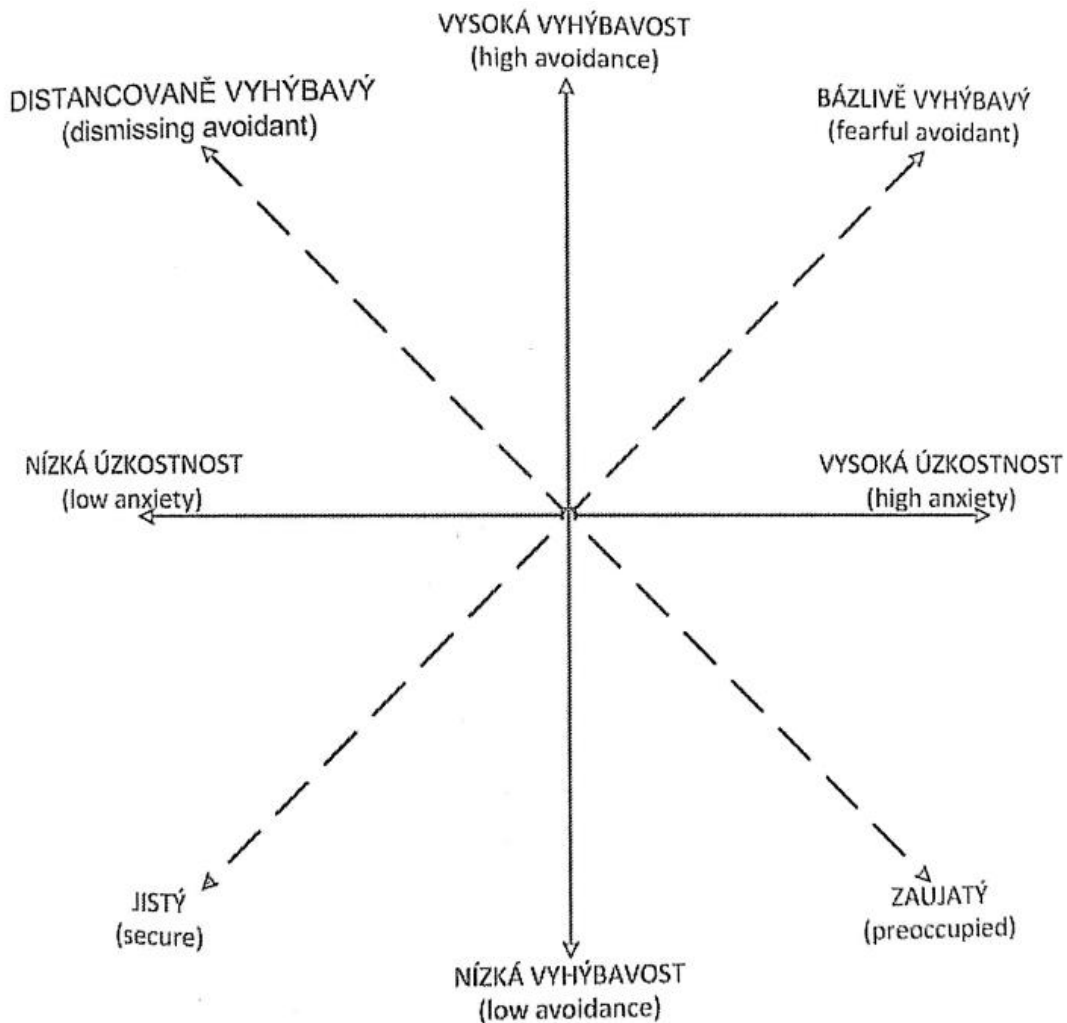 VYSOKÁ VYHÝBAVOST
(high avoidance)
DISTANCOVANĚ VYHÝBAVÝ
(dismissing avoidant)
BÁZLIVĚ VYHÝBAVÝ
(fearful avoidant)
NÍZKÁ ÚZKOSTNOST
(low anxiety)
VYSOKÁ ÚZKOSTNOST
(high anxiety)
JISTÝ
(secure)
ZAUJATÝ
(preoccupied)
NÍZKÁ VYHÝBAVOST
(low avoidance)